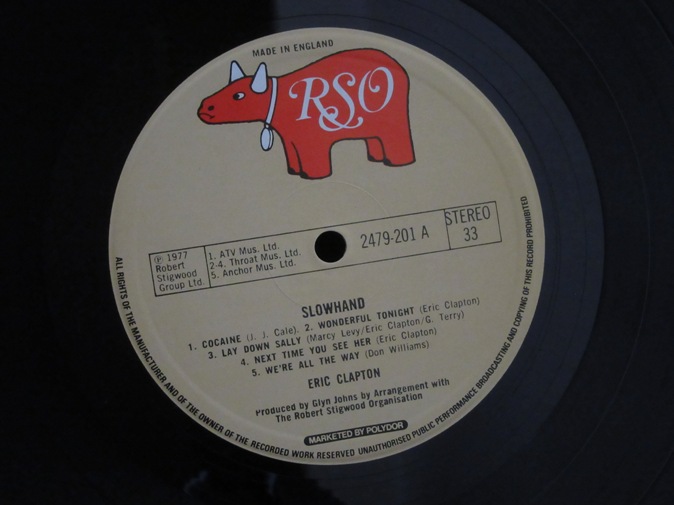 MADE IN ENGLAND
RSO
℗ 1977
Robert
Stigwood
Group Ltd.
1. ATV Mus. Ltd.
2-4. Throat Mus. Ltd.
5. Anchor Mus. Ltd.
2479-201 A
STEREO
33
SLOWHAND
1. COCAINE (J. J. Cale). 2. WONDERFUL TONIGHT (Eric Clapton)
3. LAY DOWN SALLY (Marcy Levy/Eric Clapton/G. Terry)
4. NEXT TIME YOU SEE HER (Eric Clapton)
5. WE'RE ALL THE WAY (Don Williams)
ERIC CLAPTON
Produced by Glyn Johns by Arrangement with
The Robert Stigwood Organisation
MARKETED BY POLYDOR
ALL RIGHTS OF THE MANUFACTURER AND OF THE OWNER OF THE RECORDED WORK RESERVED UNAUTHORISED PUBLIC PERFORMANCE BROADCASTING AND COPYING OF THIS RECORD PROHIBITED